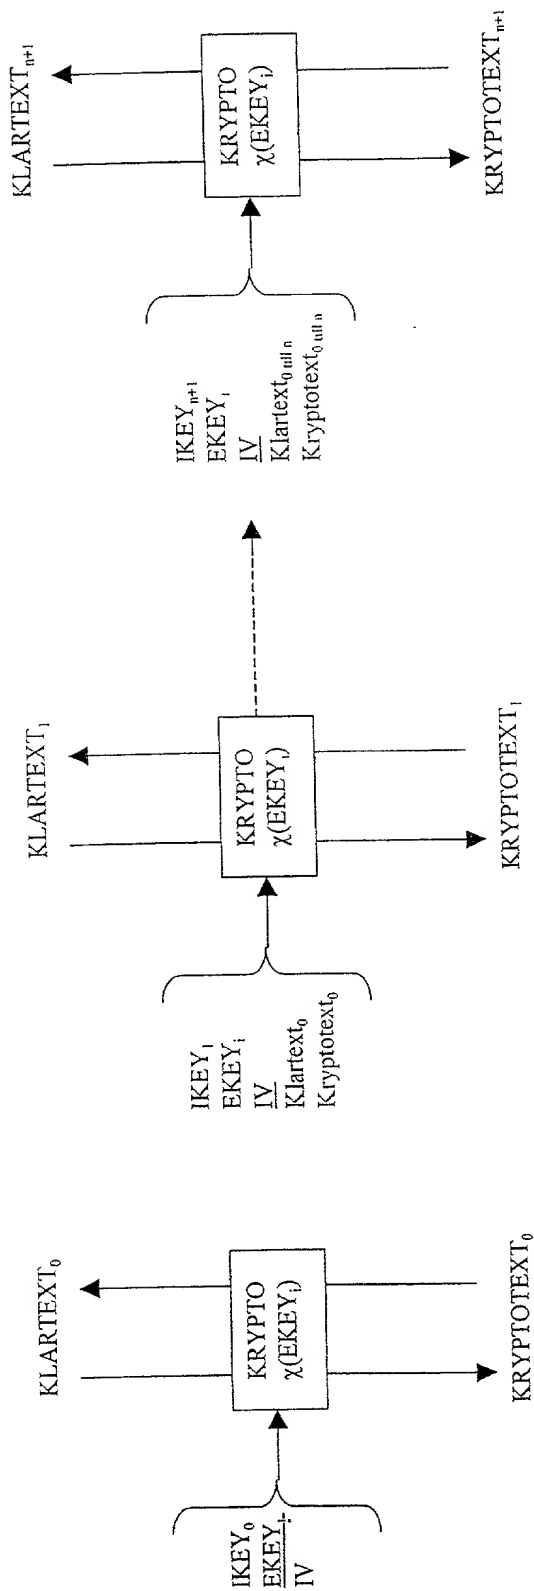 KLARTEXT₀
IKEY₀
EKEYᵢ,
IV
KRYPTO
χ(EKEYᵢ)
KRYPTOTEXT₀
KLARTEXT₁
IKEY₁
EKEYᵢ
IV
Klartext₀
Kryptotext₀
KRYPTO
χ(EKEYᵢ)
KRYPTOTEXT₁
KLARTEXTₙ₊₁
IKEYₙ₊₁
EKEYᵢ
IV
Klartext₀ till n
Kryptotext₀ till n
KRYPTO
χ(EKEYᵢ)
KRYPTOTEXTₙ₊₁